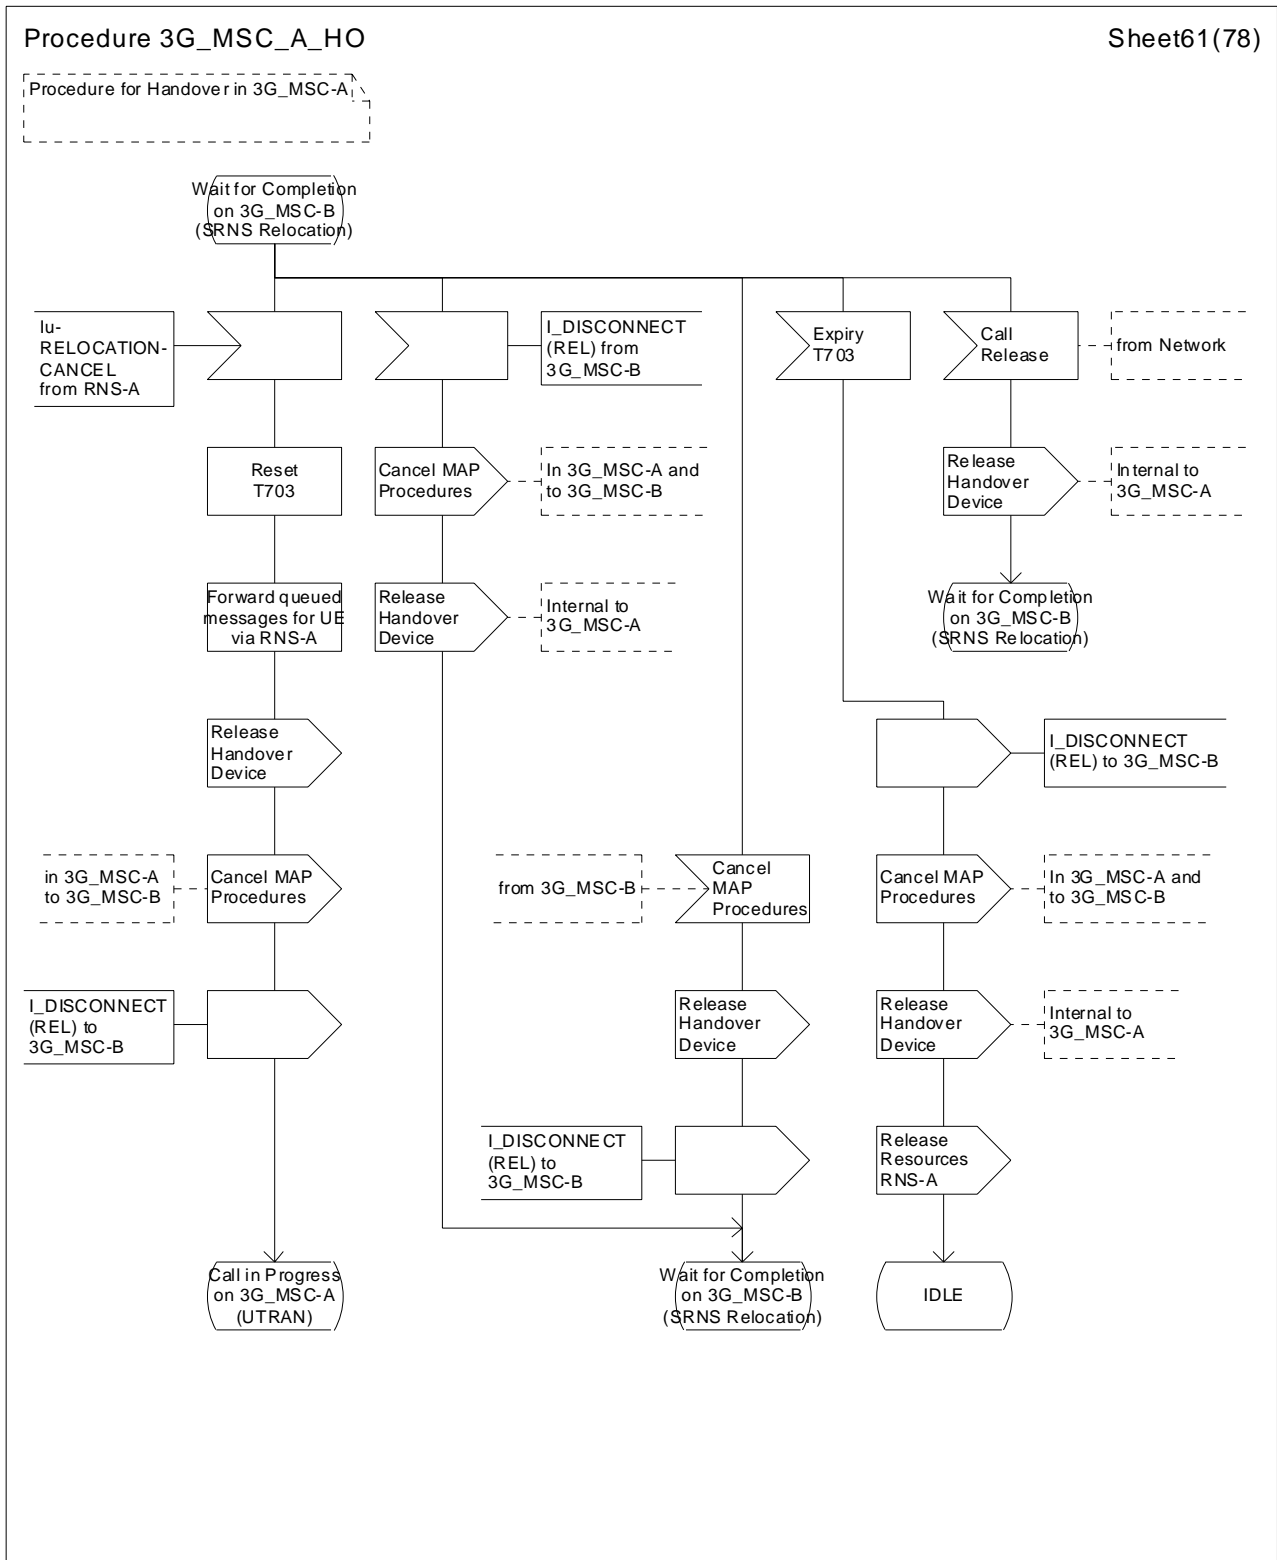 Procedure 3G_MSC_A_HO
Sheet61(78)
Procedure for Handover in 3G_MSC-A
Wait for Completion
on 3G_MSC-B
(SRNS Relocation)
Iu-
RELOCATION-
CANCEL
from RNS-A
I_DISCONNECT
(REL) from
3G_MSC-B
Expiry
T703
Call
Release
from Network
Reset
T703
Cancel MAP
Procedures
In 3G_MSC-A and
to 3G_MSC-B
Release
Handover
Device
Internal to
3G_MSC-A
Forward queued
messages for UE
via RNS-A
Release
Handover
Device
Internal to
3G_MSC-A
Wait for Completion
on 3G_MSC-B
(SRNS Relocation)
Release
Handover
Device
I_DISCONNECT
(REL) to 3G_MSC-B
in 3G_MSC-A
to 3G_MSC-B
Cancel MAP
Procedures
from 3G_MSC-B
Cancel
MAP
Procedures
Cancel MAP
Procedures
In 3G_MSC-A and
to 3G_MSC-B
I_DISCONNECT
(REL) to
3G_MSC-B
Release
Handover
Device
Release
Handover
Device
Internal to
3G_MSC-A
I_DISCONNECT
(REL) to
3G_MSC-B
Release
Resources
RNS-A
Call in Progress
on 3G_MSC-A
(UTRAN)
Wait for Completion
on 3G_MSC-B
(SRNS Relocation)
IDLE